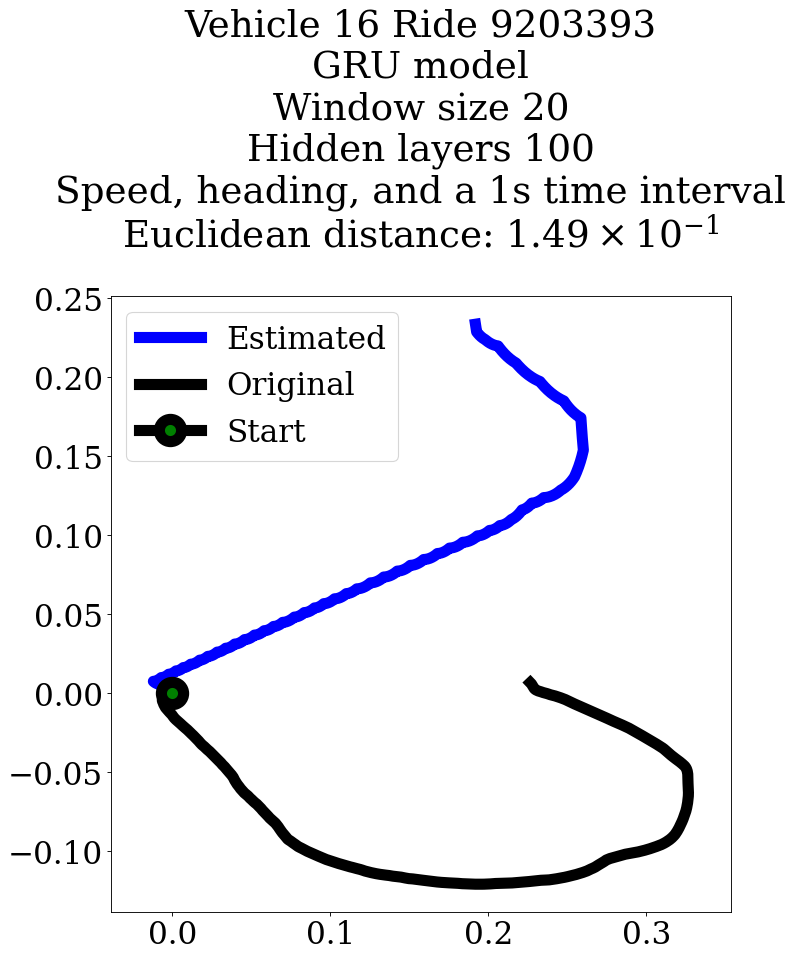 Vehicle 16 Ride 9203393
GRU model
Window size 20
Hidden layers 100
Speed, heading, and a 1s time interval
Euclidean distance: 1.49 × 10⁻¹
0.25
0.20
0.15
0.10
0.05
0.00
−0.05
−0.10
Estimated
Original
Start
0.0 0.1 0.2 0.3